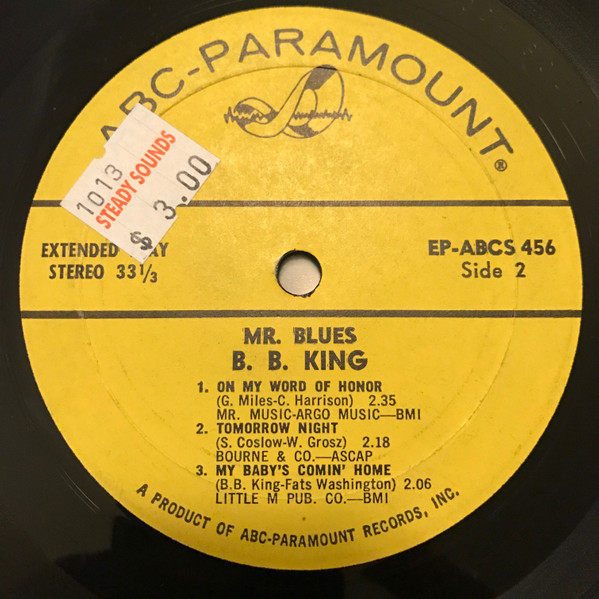 ABC-PARAMOUNT®
1013
STEADY SOUNDS
$ 3.00
EXTENDED AY
STEREO 33 1/3
EP-ABCS 456
Side 2
MR. BLUES
B. B. KING
1. ON MY WORD OF HONOR
(G. Miles-C. Harrison) 2.35
MR. MUSIC-ARGO MUSIC—BMI
2. TOMORROW NIGHT
(S. Coslow-W. Grosz) 2.18
BOURNE & CO.—ASCAP
3. MY BABY'S COMIN' HOME
(B.B. King-Fats Washington) 2.06
LITTLE M PUB. CO.—BMI
A PRODUCT OF ABC-PARAMOUNT RECORDS, INC.